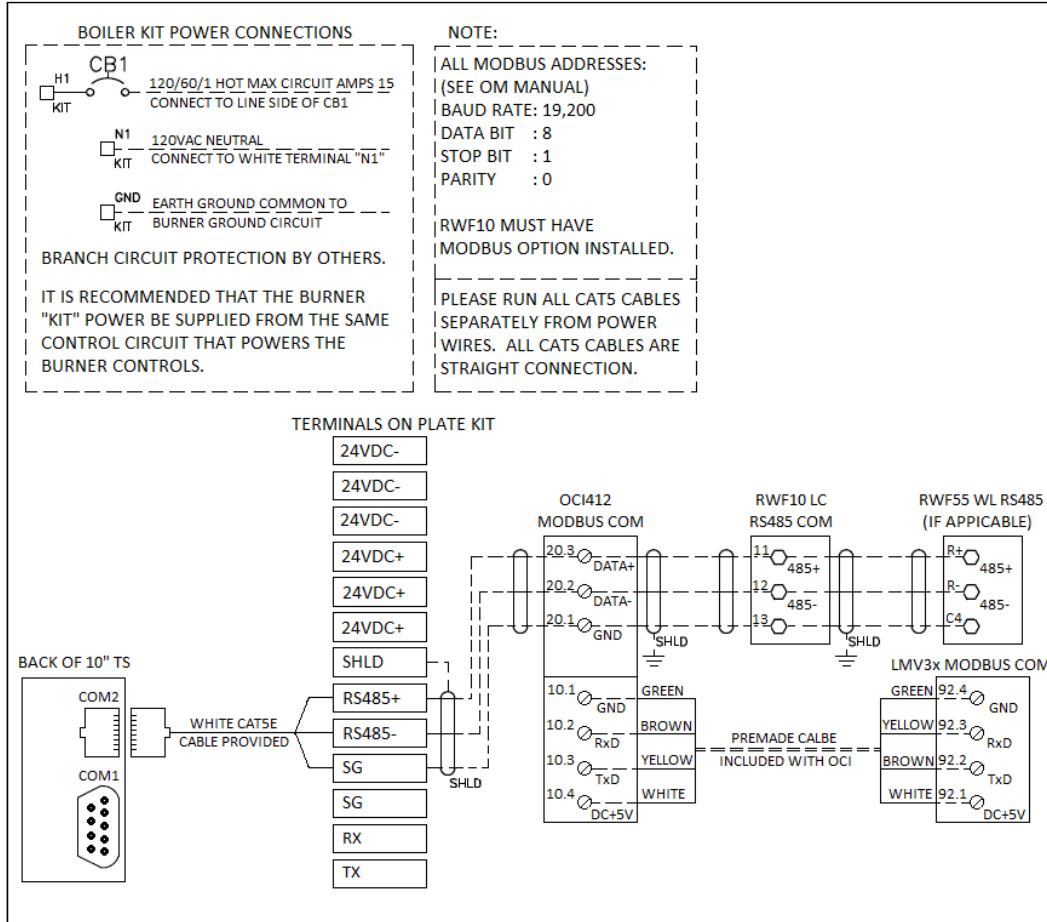 BOILER KIT POWER CONNECTIONS
CB1
H1
KIT
120/60/1 HOT MAX CIRCUIT AMPS 15
CONNECT TO LINE SIDE OF CB1
N1
KIT
120VAC NEUTRAL
CONNECT TO WHITE TERMINAL "N1"
GND
KIT
EARTH GROUND COMMON TO
BURNER GROUND CIRCUIT
BRANCH CIRCUIT PROTECTION BY OTHERS.
IT IS RECOMMENDED THAT THE BURNER
"KIT" POWER BE SUPPLIED FROM THE SAME
CONTROL CIRCUIT THAT POWERS THE
BURNER CONTROLS.
NOTE:
ALL MODBUS ADDRESSES:
(SEE OM MANUAL)
BAUD RATE: 19,200
DATA BIT : 8
STOP BIT : 1
PARITY : 0
RWF10 MUST HAVE
MODBUS OPTION INSTALLED.
PLEASE RUN ALL CAT5 CABLES
SEPARATELY FROM POWER
WIRES. ALL CAT5 CABLES ARE
STRAIGHT CONNECTION.
TERMINALS ON PLATE KIT
24VDC-
24VDC-
24VDC-
24VDC+
24VDC+
24VDC+
SHLD
RS485+
RS485-
SG
SG
RX
TX
SHLD
BACK OF 10" TS
COM2
COM1
WHITE CAT5E
CABLE PROVIDED
OCI412
MODBUS COM
20.3
DATA+
20.2
DATA-
20.1
GND
SHLD
10.1
GND
GREEN
10.2
RxD
BROWN
10.3
TxD
YELLOW
10.4
DC+5V
WHITE
PREMADE CALBE
INCLUDED WITH OCI
RWF10 LC
RS485 COM
11
485+
12
485-
13
SHLD
RWF55 WL RS485
(IF APPICABLE)
R+
485+
R-
485-
C4
LMV3x MODBUS COM
GREEN
92.4
GND
YELLOW
92.3
RxD
BROWN
92.2
TxD
WHITE
92.1
DC+5V